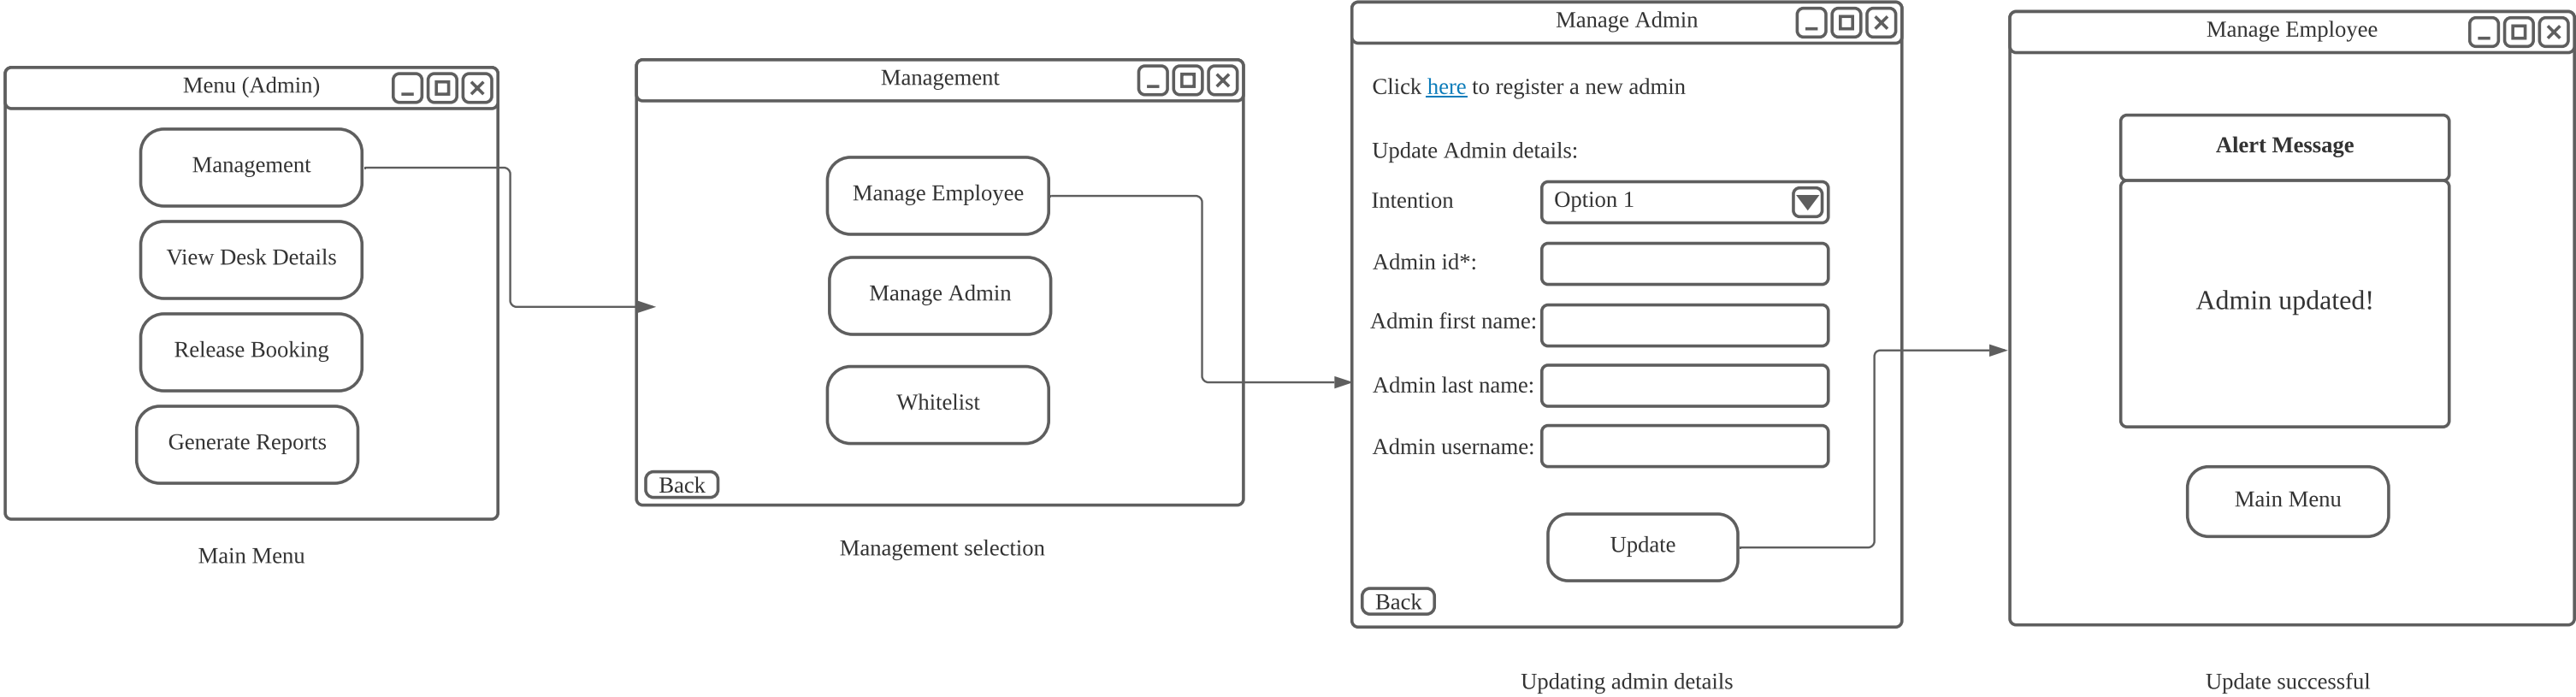 Menu (Admin)
Management
View Desk Details
Release Booking
Generate Reports
Main Menu
Management
Manage Employee
Manage Admin
Whitelist
Back
Management selection
Manage Admin
Click here to register a new admin
Update Admin details:
Intention
Option 1
Admin id*:
Admin first name:
Admin last name:
Admin username:
Update
Back
Updating admin details
Manage Employee
Alert Message
Admin updated!
Main Menu
Update successful